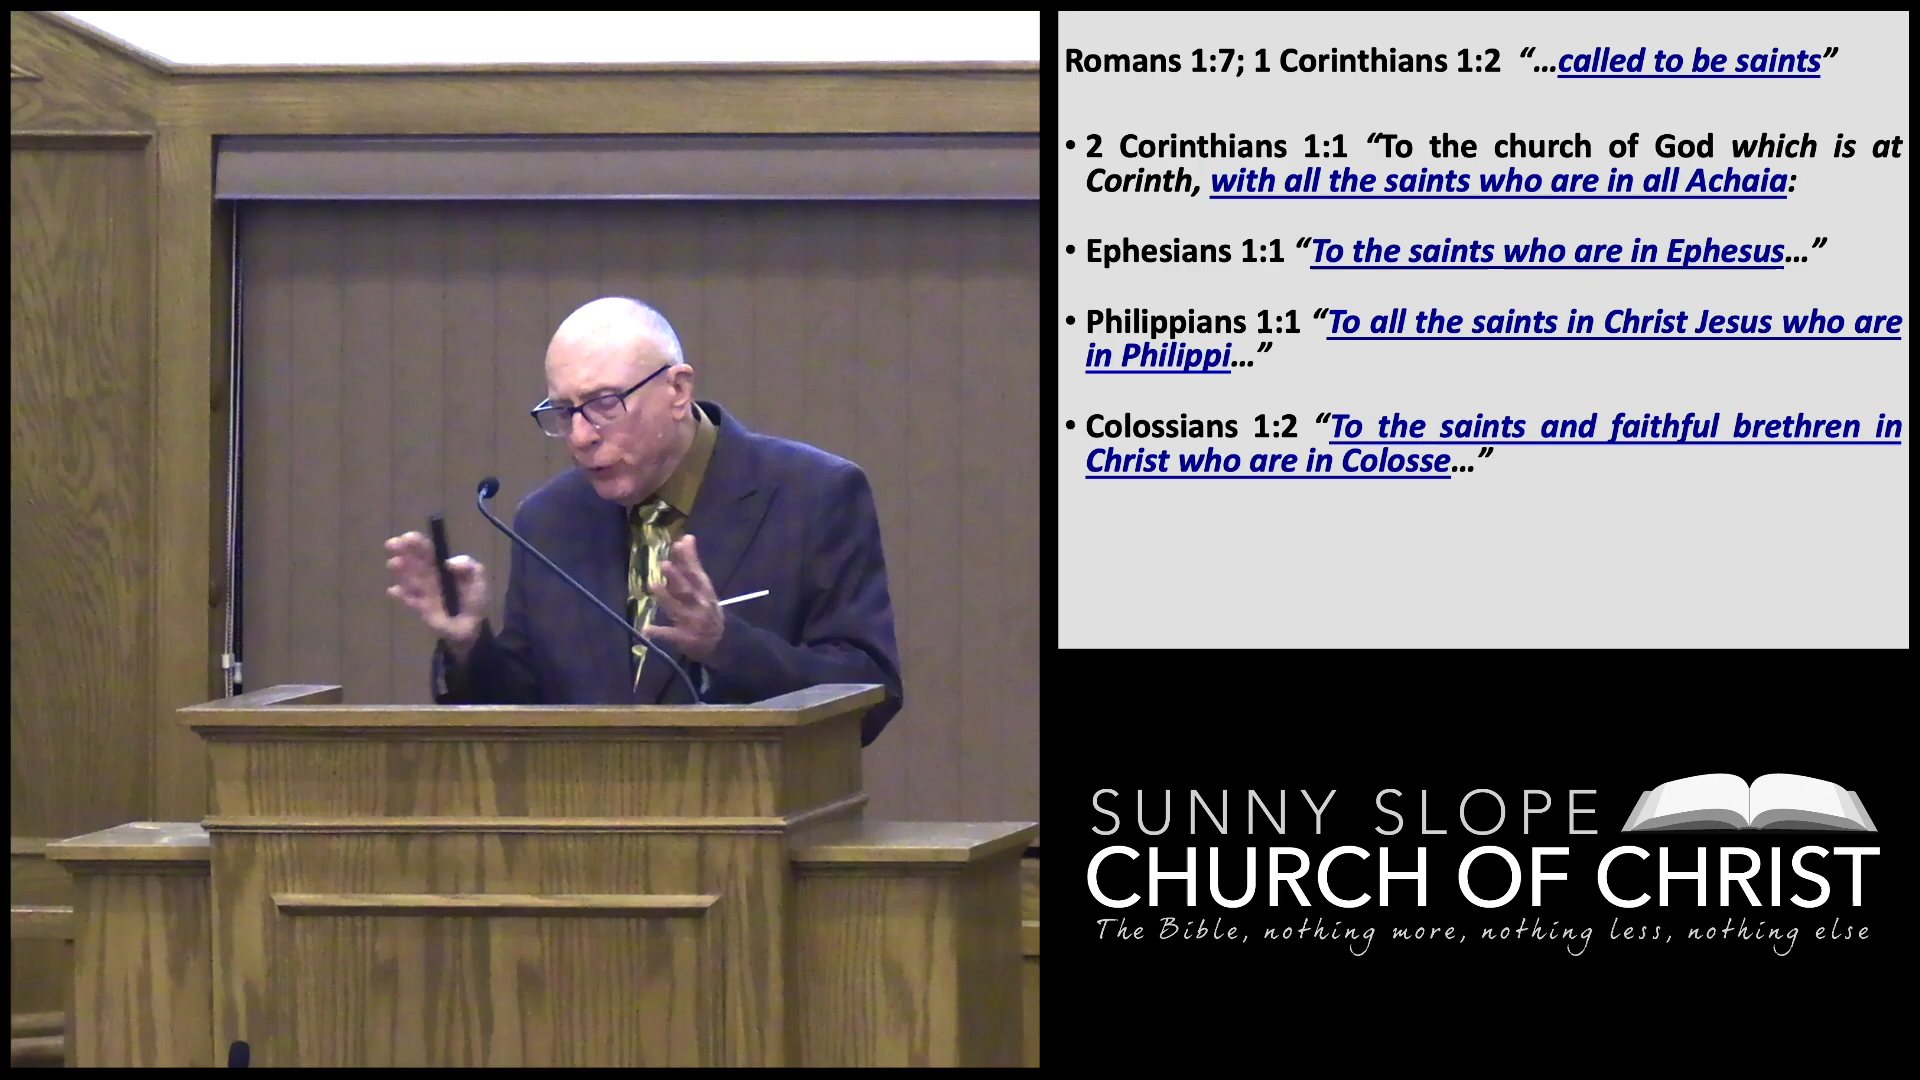 Romans 1:7; 1 Corinthians 1:2 “…called to be saints”
• 2 Corinthians 1:1 “To the church of God which is at
Corinth, with all the saints who are in all Achaia:
• Ephesians 1:1 “To the saints who are in Ephesus…”
• Philippians 1:1 “To all the saints in Christ Jesus who are
in Philippi…”
• Colossians 1:2 “To the saints and faithful brethren in
Christ who are in Colosse…”
SUNNY SLOPE
CHURCH OF CHRIST
The Bible, nothing more, nothing less, nothing else